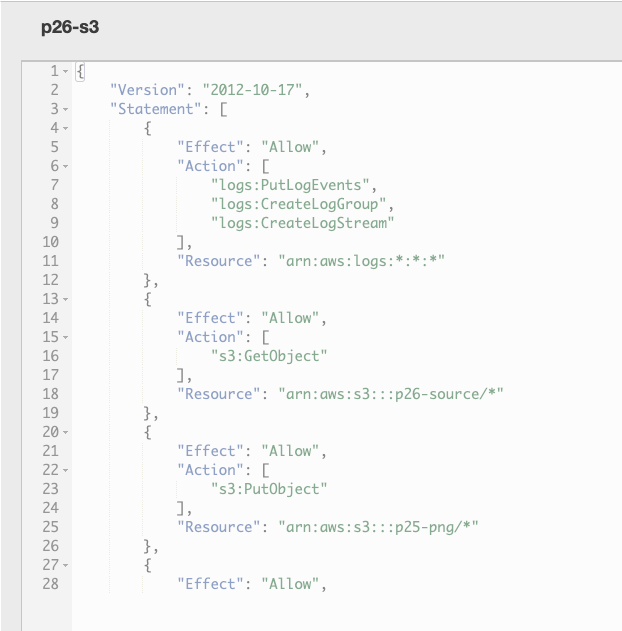 p26-s3
1 {
2 "Version": "2012-10-17",
3 "Statement": [
4 {
5 "Effect": "Allow",
6 "Action": [
7 "logs:PutLogEvents",
8 "logs:CreateLogGroup",
9 "logs:CreateLogStream"
10 ],
11 "Resource": "arn:aws:logs:*:*:*"
12 },
13 {
14 "Effect": "Allow",
15 "Action": [
16 "s3:GetObject"
17 ],
18 "Resource": "arn:aws:s3:::p26-source/*"
19 },
20 {
21 "Effect": "Allow",
22 "Action": [
23 "s3:PutObject"
24 ],
25 "Resource": "arn:aws:s3:::p25-png/*"
26 },
27 {
28 "Effect": "Allow",